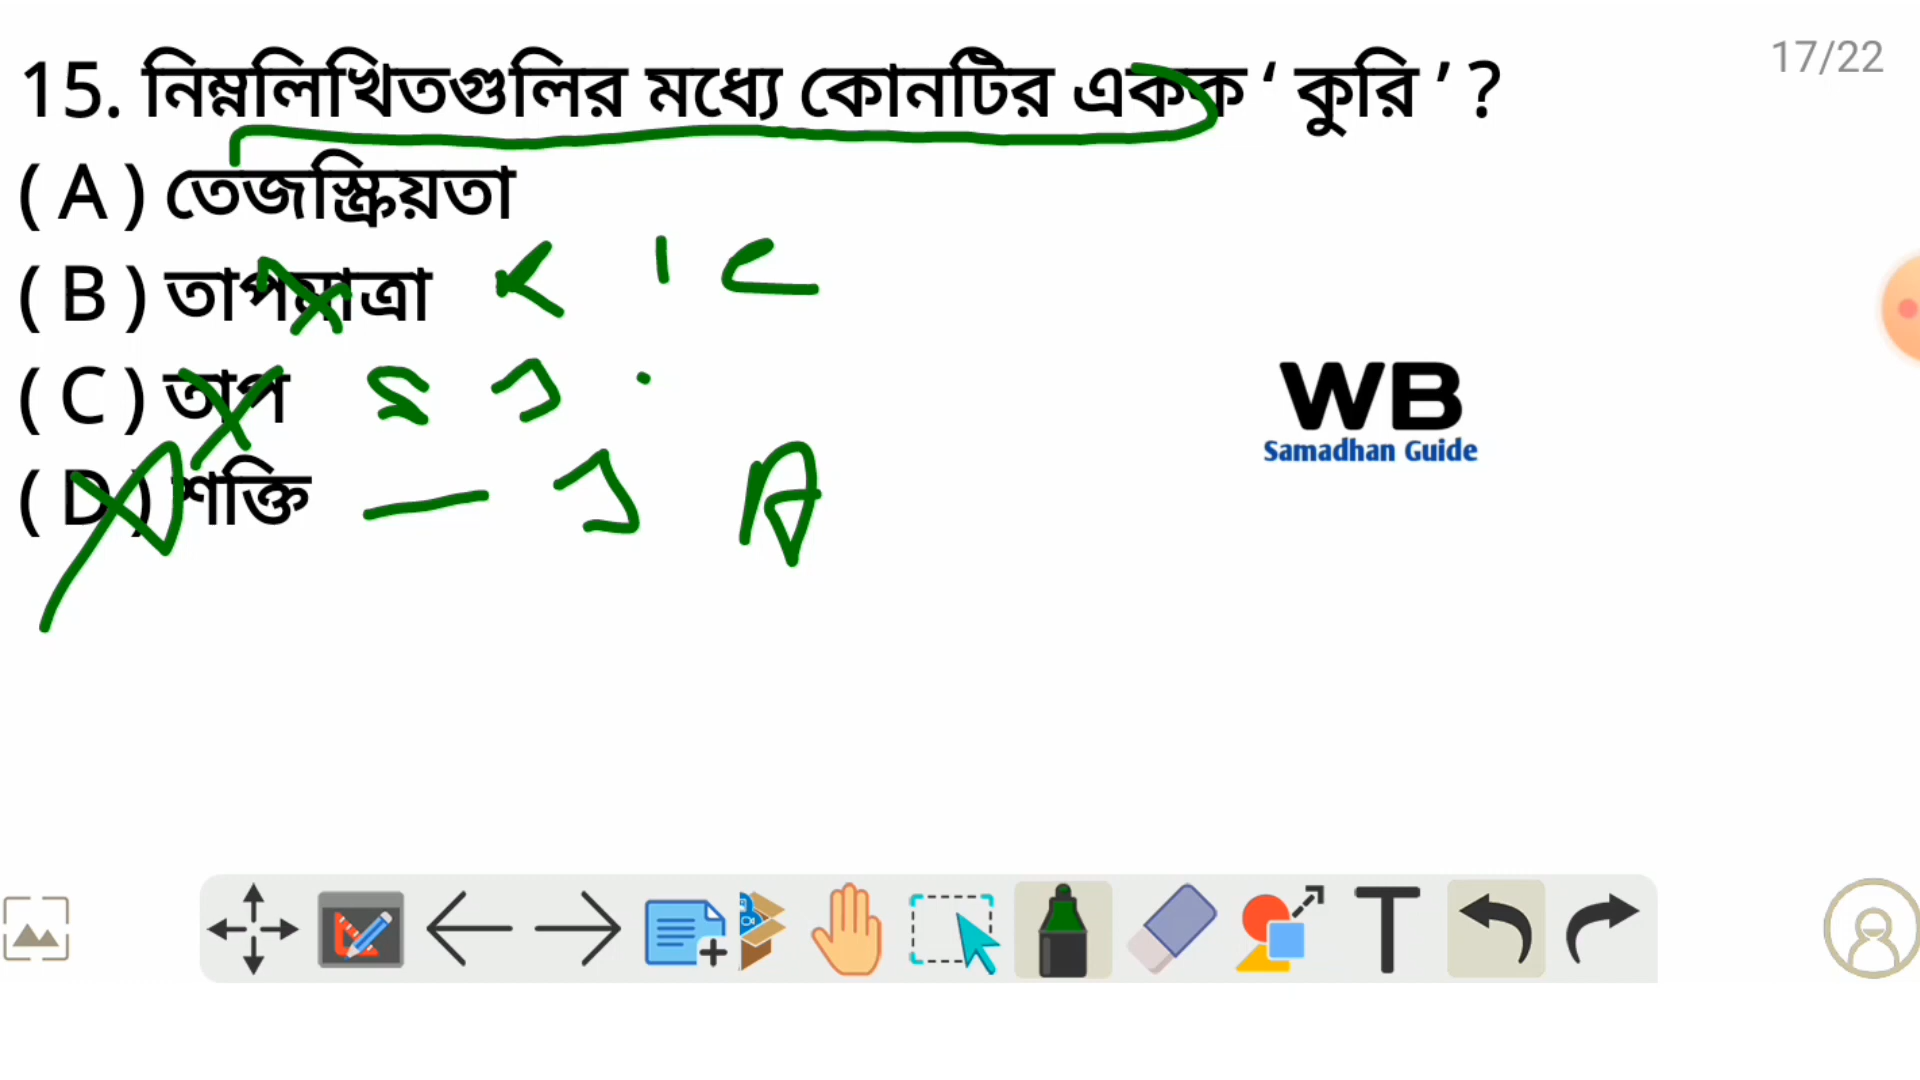 15. নিম্নলিখিতগুলির মধ্যে কোনটির একক ‘ কুরি ’ ?
17/22
( A ) তেজস্ক্রিয়তা
( B ) তাপমাত্রা K
( C ) তাপ
( D ) শক্তি — J A
WB
Samadhan Guide